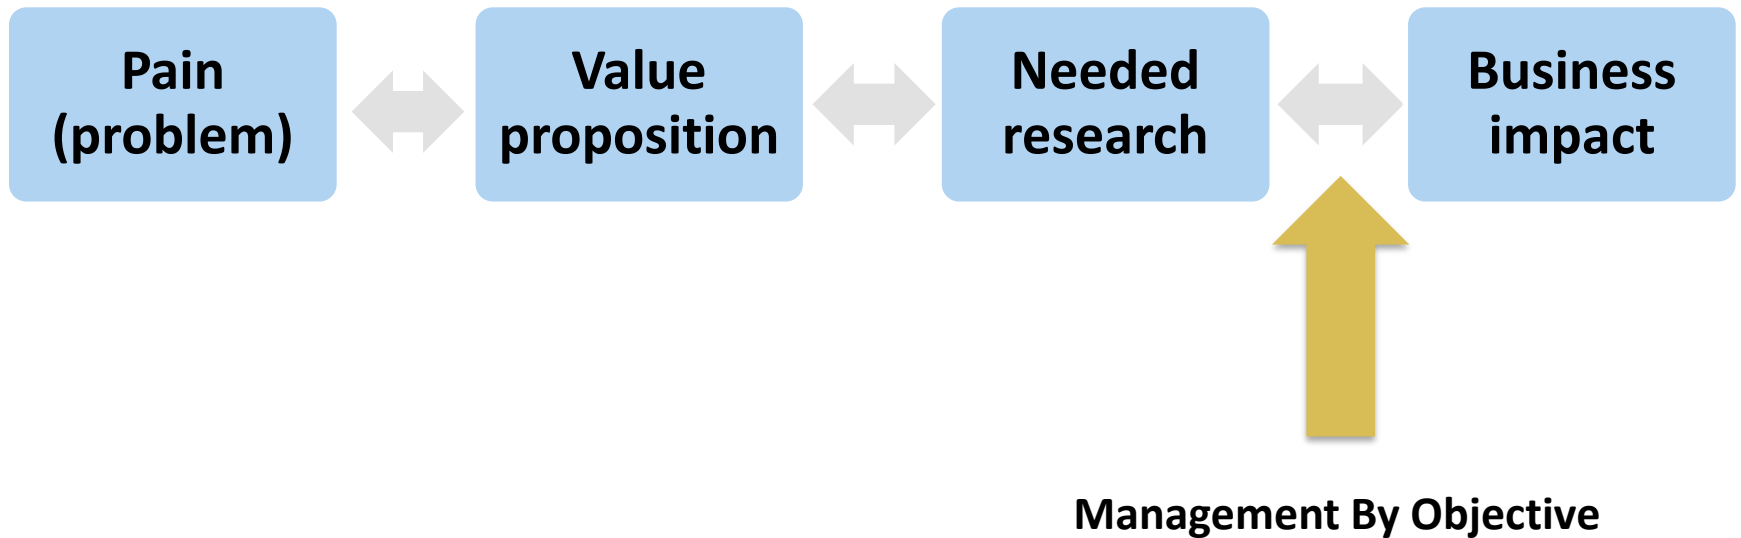 Pain
(problem)
Value
proposition
Needed
research
Business
impact
Management By Objective